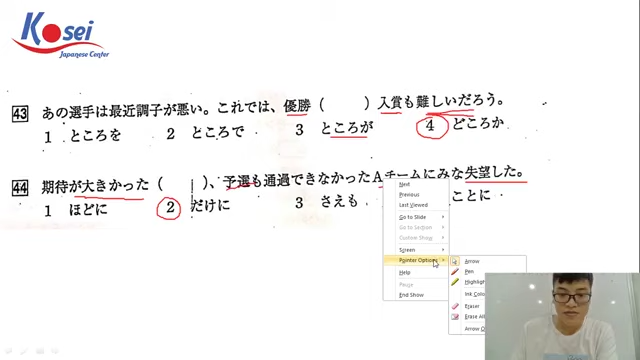 Kosei
Japanese Center
43 あの選手は最近調子が悪い。これでは、優勝( )入賞も難しいだろう。
1 ところを 2 ところで 3 ところが 4 どころか
44 期待が大きかった( )、予選も通過できなかったAチームにみな失望した。
1 ほどに 2 だけに 3 さえも ことに
Next
Previous
Last Viewed
Go to Slide
Go to Section
Custom Show
Screen
Pointer Options
Help
Pause
End Show
Arrow
Pen
Highlig
Ink Colo
Eraser
Erase All
Arrow O